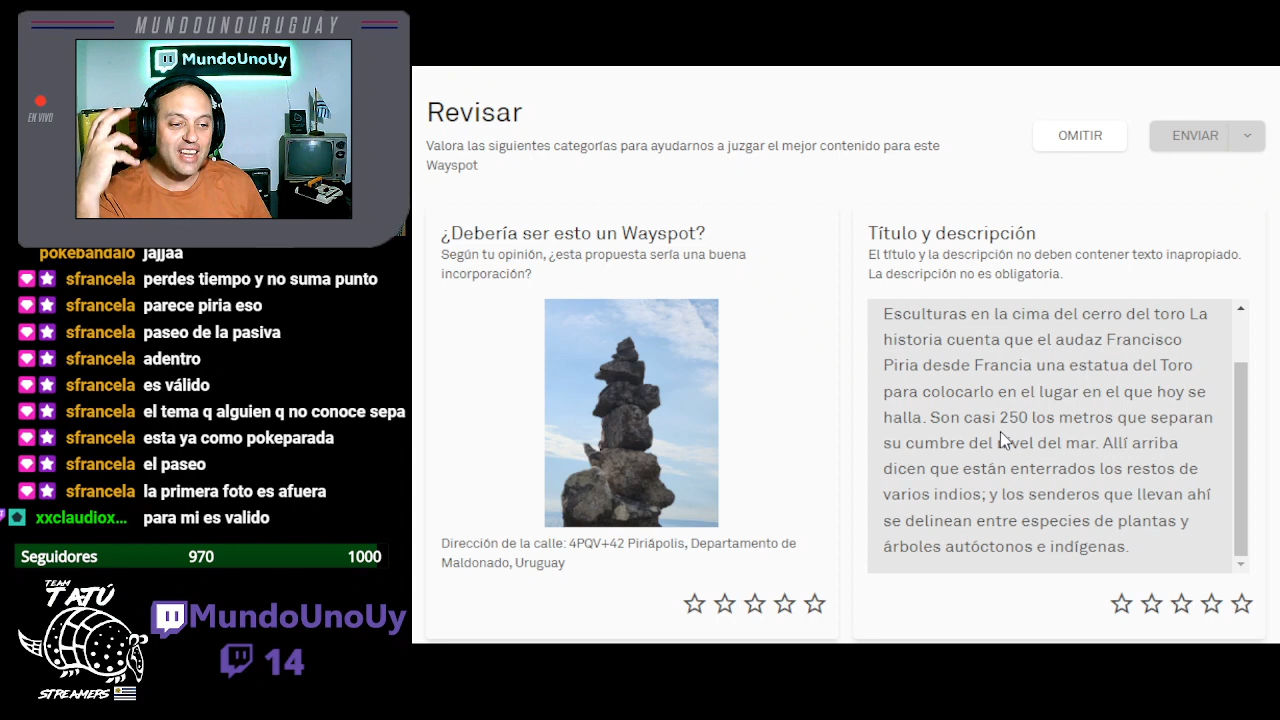 MUNDOUNOURUGUAY
MundoUnoUy
EN VIVO
pokebandalo jajjaa
sfrancela perdes tiempo y no suma punto
sfrancela parece piria eso
sfrancela paseo de la pasiva
sfrancela adentro
sfrancela es válido
sfrancela el tema q alguien q no conoce sepa
sfrancela esta ya como pokeparada
sfrancela el paseo
sfrancela la primera foto es afuera
xxclaudiox... para mi es valido
Seguidores 970 1000
TEAM
TATÚ
STREAMERS
MundoUnoUy
14
Revisar
Valora las siguientes categorías para ayudarnos a juzgar el mejor contenido para este
Wayspot
OMITIR
ENVIAR
¿Debería ser esto un Wayspot?
Según tu opinión, ¿esta propuesta sería una buena
incorporación?
Dirección de la calle: 4PQV+42 Piriápolis, Departamento de
Maldonado, Uruguay
Título y descripción
El título y la descripción no deben contener texto inapropiado.
La descripción no es obligatoria.
Esculturas en la cima del cerro del toro La
historia cuenta que el audaz Francisco
Piria desde Francia una estatua del Toro
para colocarlo en el lugar en el que hoy se
halla. Son casi 250 los metros que separan
su cumbre del nivel del mar. Allí arriba
dicen que están enterrados los restos de
varios indios; y los senderos que llevan ahí
se delinean entre especies de plantas y
árboles autóctonos e indígenas.